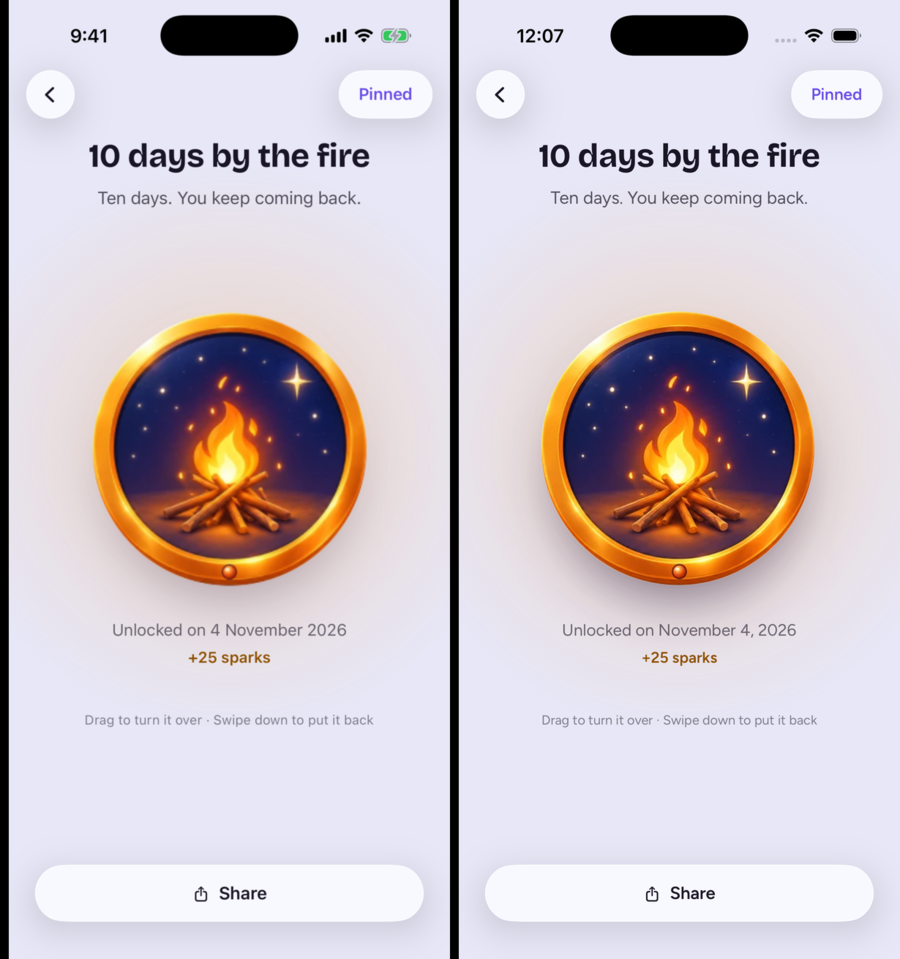 9:41
Pinned
10 days by the fire
Ten days. You keep coming back.
Unlocked on 4 November 2026
+25 sparks
Drag to turn it over · Swipe down to put it back
Share
12:07
Pinned
10 days by the fire
Ten days. You keep coming back.
Unlocked on November 4, 2026
+25 sparks
Drag to turn it over · Swipe down to put it back
Share